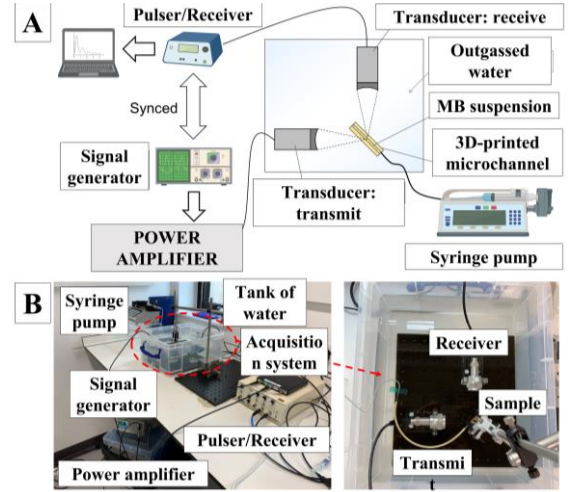 A
Pulser/Receiver
Transducer: receive
Outgassed
water
MB suspension
3D-printed
microchannel
Synced
Signal
generator
Transducer:
transmit
POWER
AMPLIFIER
Syringe pump
B
Syringe
pump
Tank of
water
Acquisitio
n system
Signal
generator
Pulser/Receiver
Power amplifier
Receiver
Sample
Transmi
t